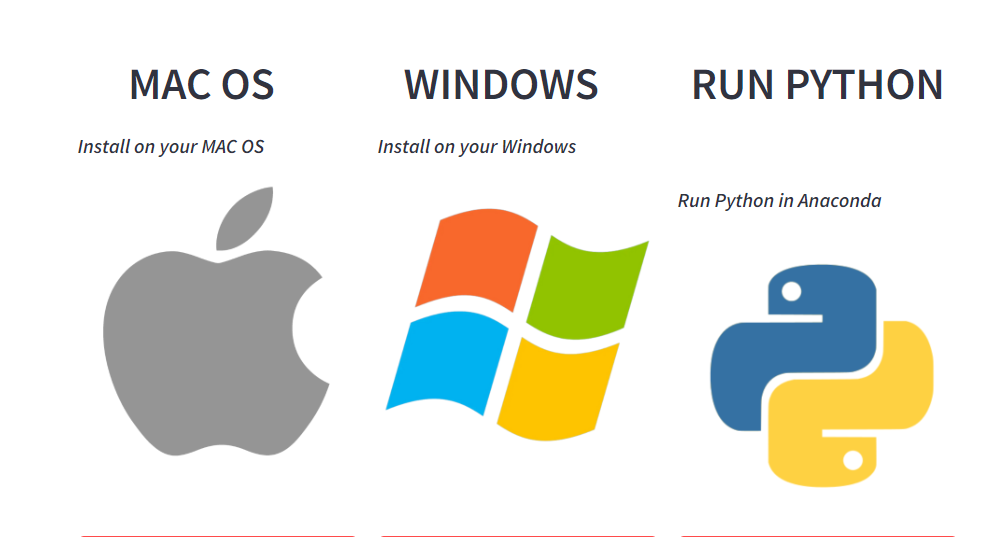 MAC OS
WINDOWS
RUN PYTHON
Install on your MAC OS
Install on your Windows
Run Python in Anaconda